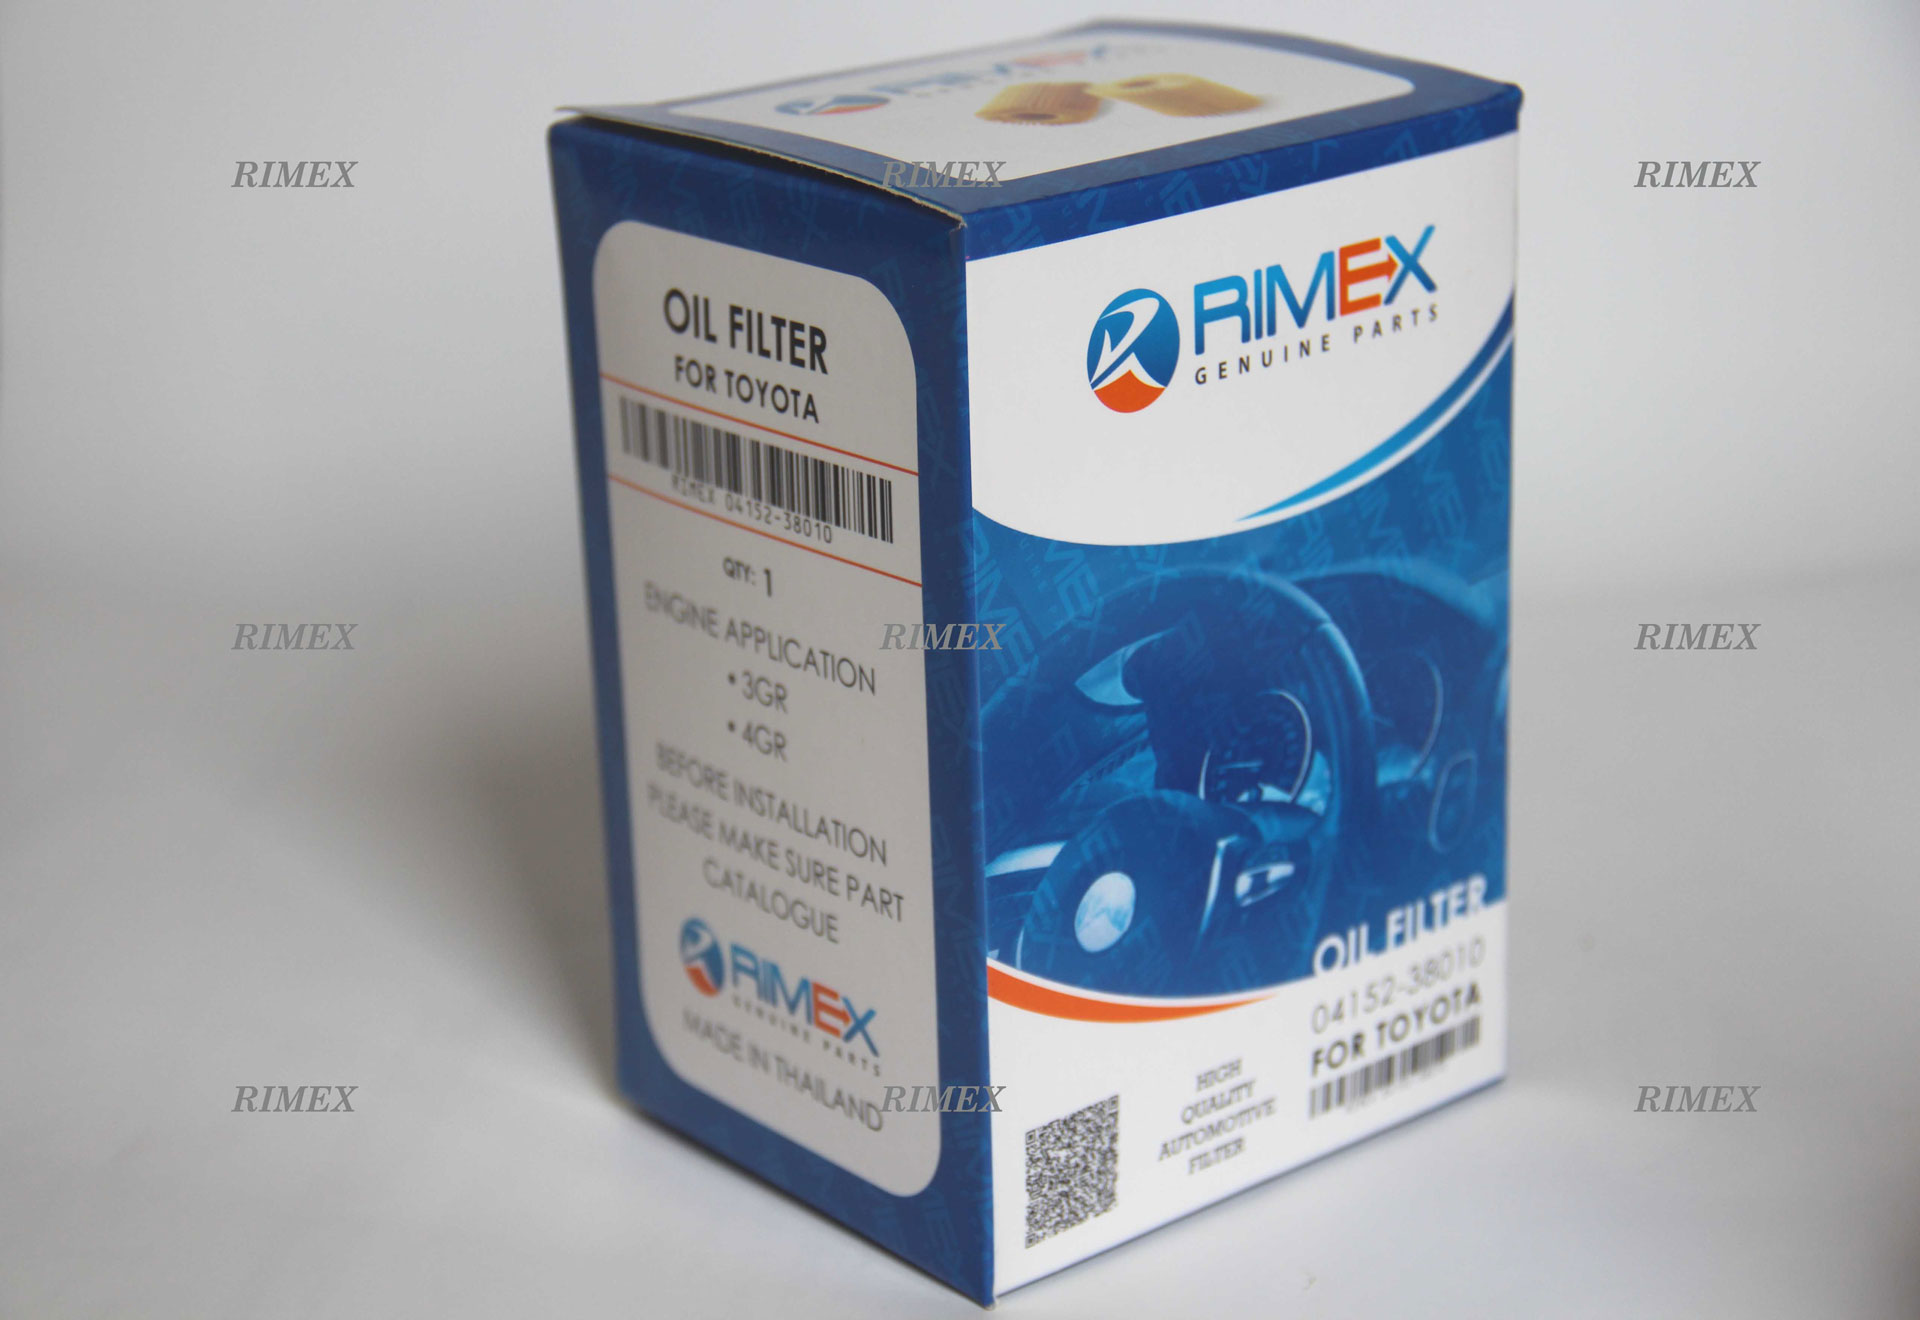 RIMEX
OIL FILTER
FOR TOYOTA
RIMEX 04152-38010
QTY: 1
ENGINE APPLICATION
• 3GR
• 4GR
BEFORE INSTALLATION
PLEASE MAKE SURE PART
CATALOGUE
RIMEX
GENUINE PARTS
MADE IN THAILAND
RIMEX
GENUINE PARTS
OIL FILTER
04152-38010
FOR TOYOTA
HIGH
QUALITY
AUTOMOTIVE
FILTER
RIMEX RIMEX RIMEX
RIMEX RIMEX RIMEX
RIMEX RIMEX RIMEX